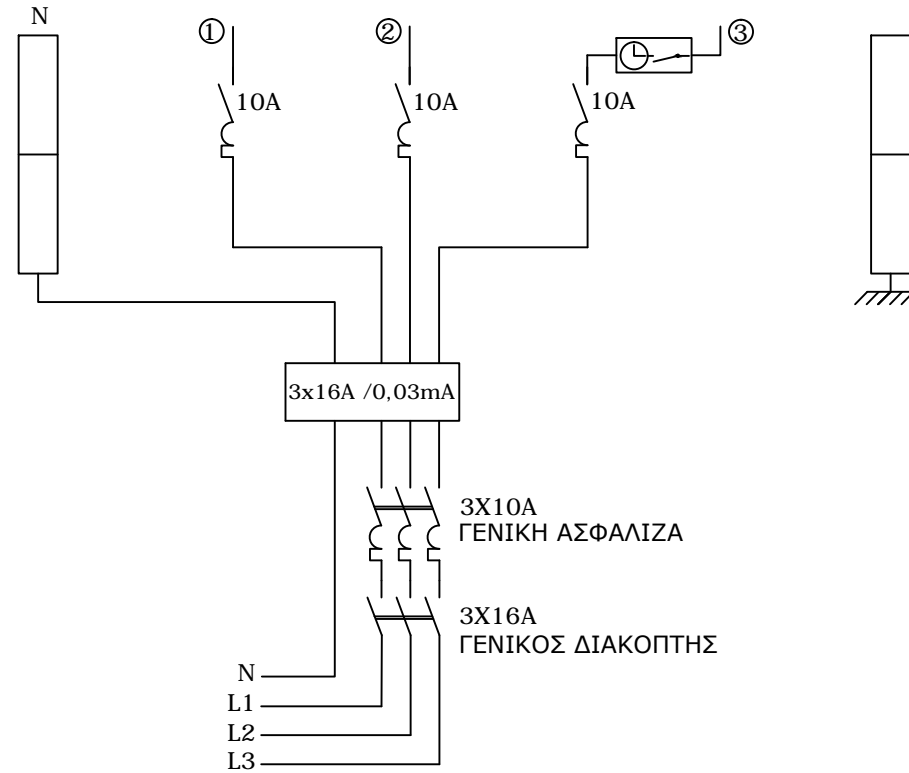 N
① ② ③
10A 10A 10A
3x16A /0,03mA
3X10A
ΓΕΝΙΚΗ ΑΣΦΑΛΙΖΑ
3X16A
ΓΕΝΙΚΟΣ ΔΙΑΚΟΠΤΗΣ
N
L1
L2
L3